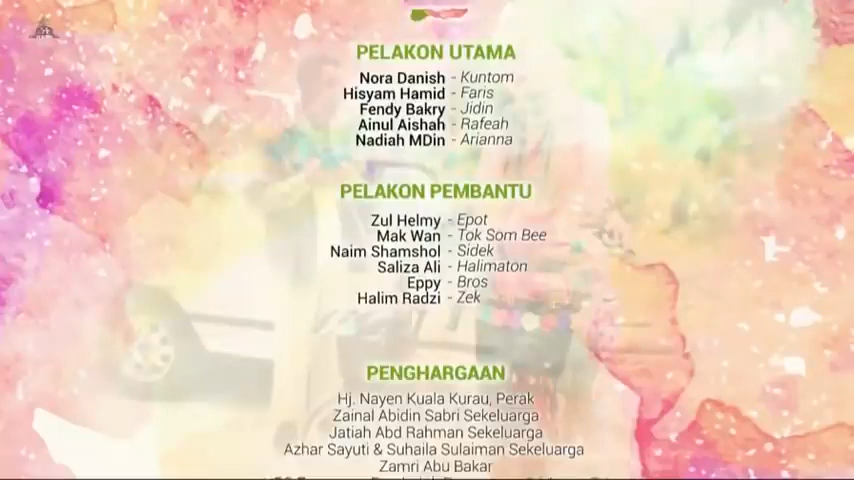 PELAKON UTAMA
Nora Danish - Kuntom
Hisyam Hamid - Faris
Fendy Bakry - Jidin
Ainul Aishah - Rafeah
Nadiah MDin - Arianna
PELAKON PEMBANTU
Zul Helmy - Epot
Mak Wan - Tok Som Bee
Naim Shamshol - Sidek
Saliza Ali - Halimaton
Eppy - Bros
Halim Radzi - Zek
PENGHARGAAN
Hj. Nayen Kuala Kurau, Perak
Zainal Abidin Sabri Sekeluarga
Jatiah Abd Rahman Sekeluarga
Azhar Sayuti & Suhaila Sulaiman Sekeluarga
Zamri Abu Bakar